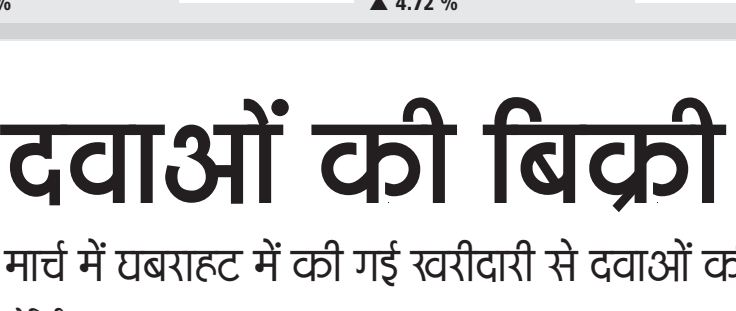 ▲ 4.72 %
दवाओं की बिक्री
मार्च में घबराहट में की गई खरीदारी से दवाओं